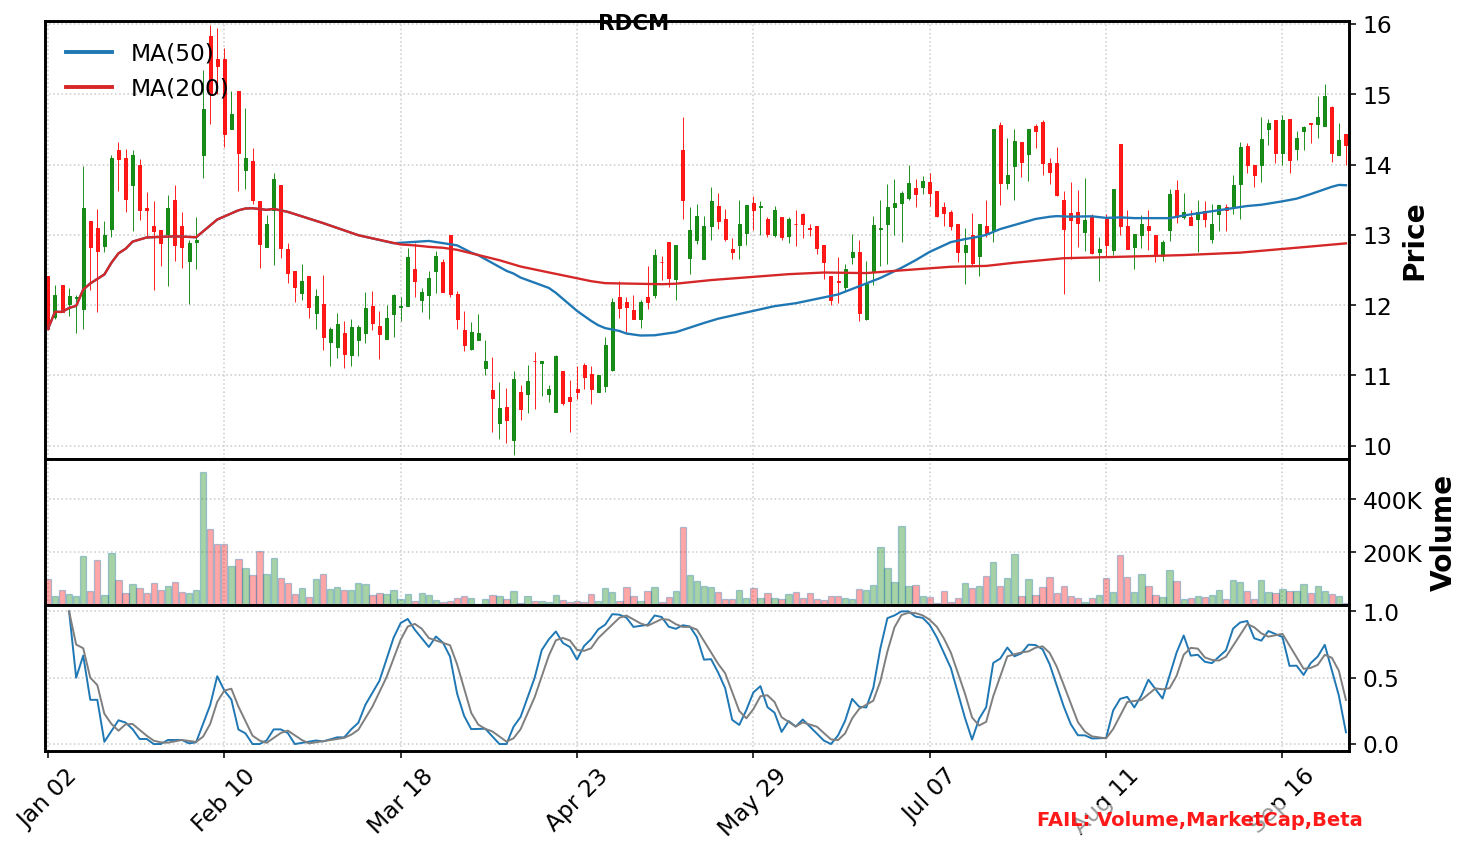 RDCM
MA(50)
MA(200)
16
15
14
13
12
11
10
Price
400K
200K
Volume
1.0
0.5
0.0
Jan 02
Feb 10
Mar 18
Apr 23
May 29
Jul 07
Aug 11
Sep 16
FAIL: Volume,MarketCap,Beta